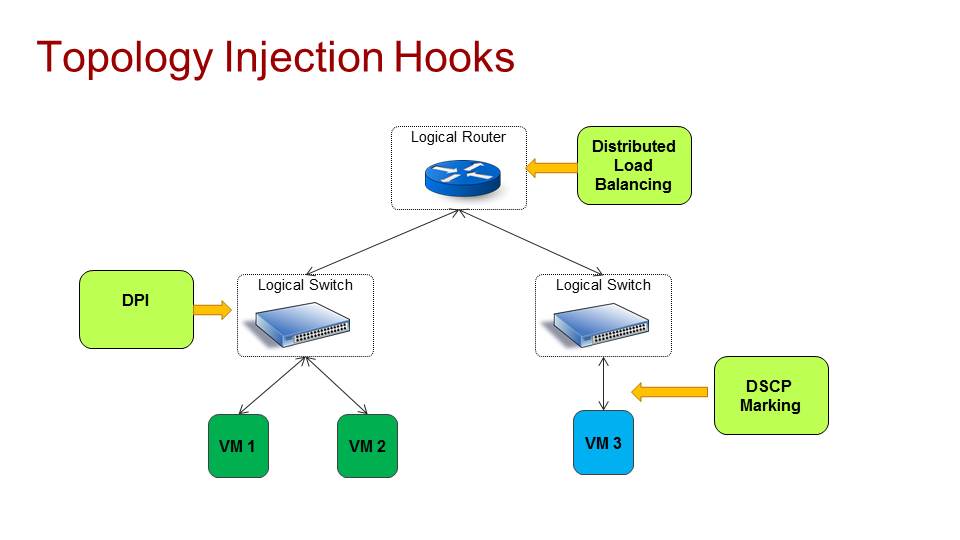 Topology Injection Hooks
Logical Router
Distributed
Load
Balancing
Logical Switch
Logical Switch
DPI
DSCP
Marking
VM 1
VM 2
VM 3